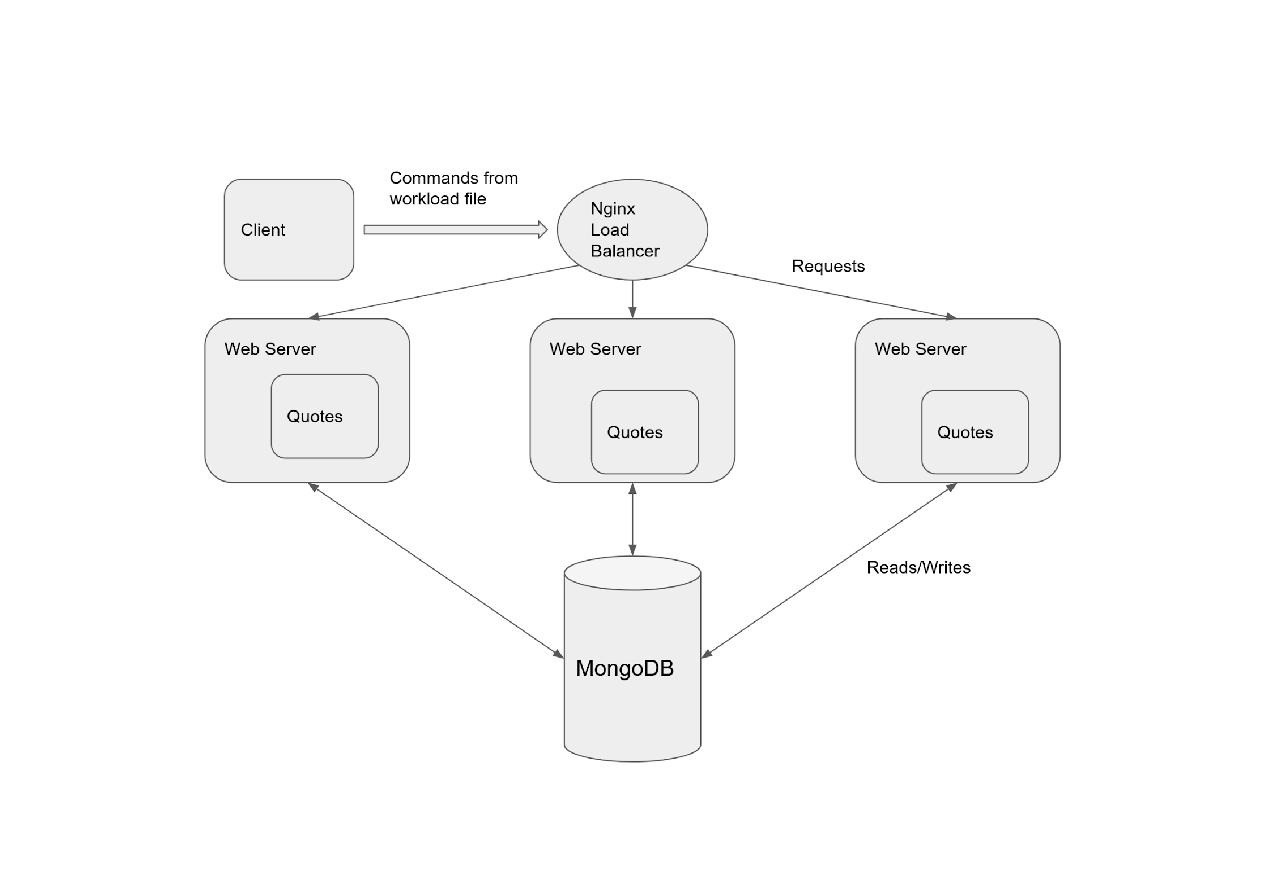 Commands from
workload file
Client
Nginx
Load
Balancer
Requests
Web Server
Web Server
Web Server
Quotes
Quotes
Quotes
Reads/Writes
MongoDB